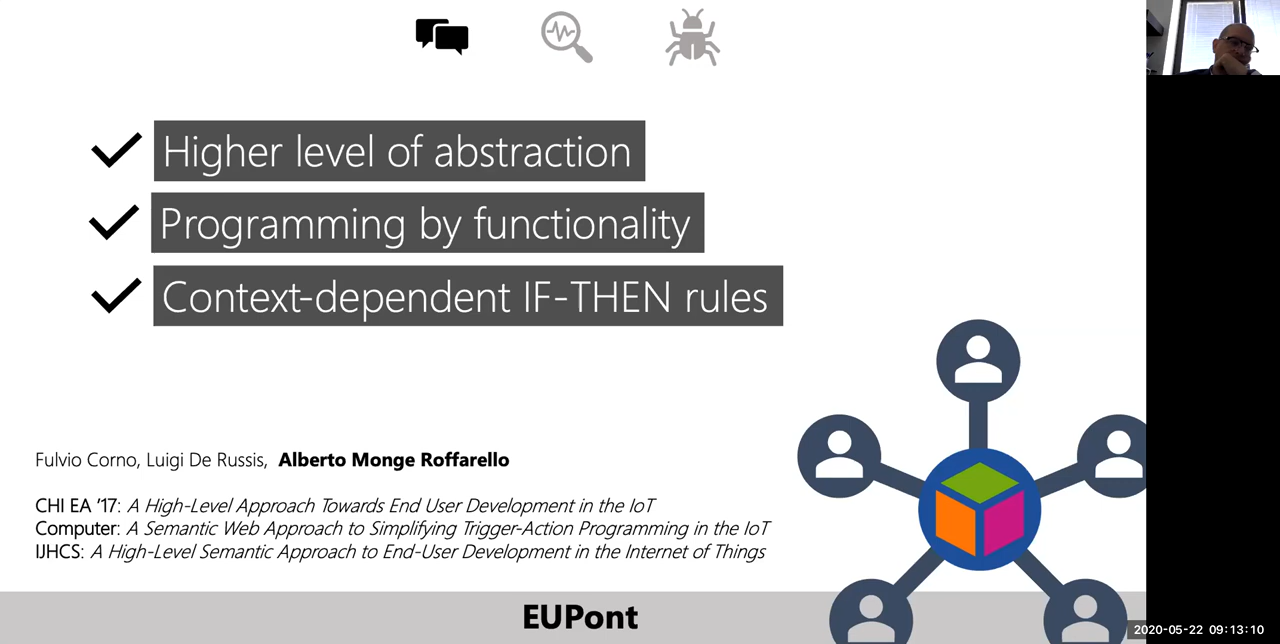 Higher level of abstraction
Programming by functionality
Context-dependent IF-THEN rules
Fulvio Corno, Luigi De Russis, Alberto Monge Roffarello
CHI EA '17: A High-Level Approach Towards End User Development in the IoT
Computer: A Semantic Web Approach to Simplifying Trigger-Action Programming in the IoT
IJHCS: A High-Level Semantic Approach to End-User Development in the Internet of Things
EUPont
2020-05-22 09:13:10